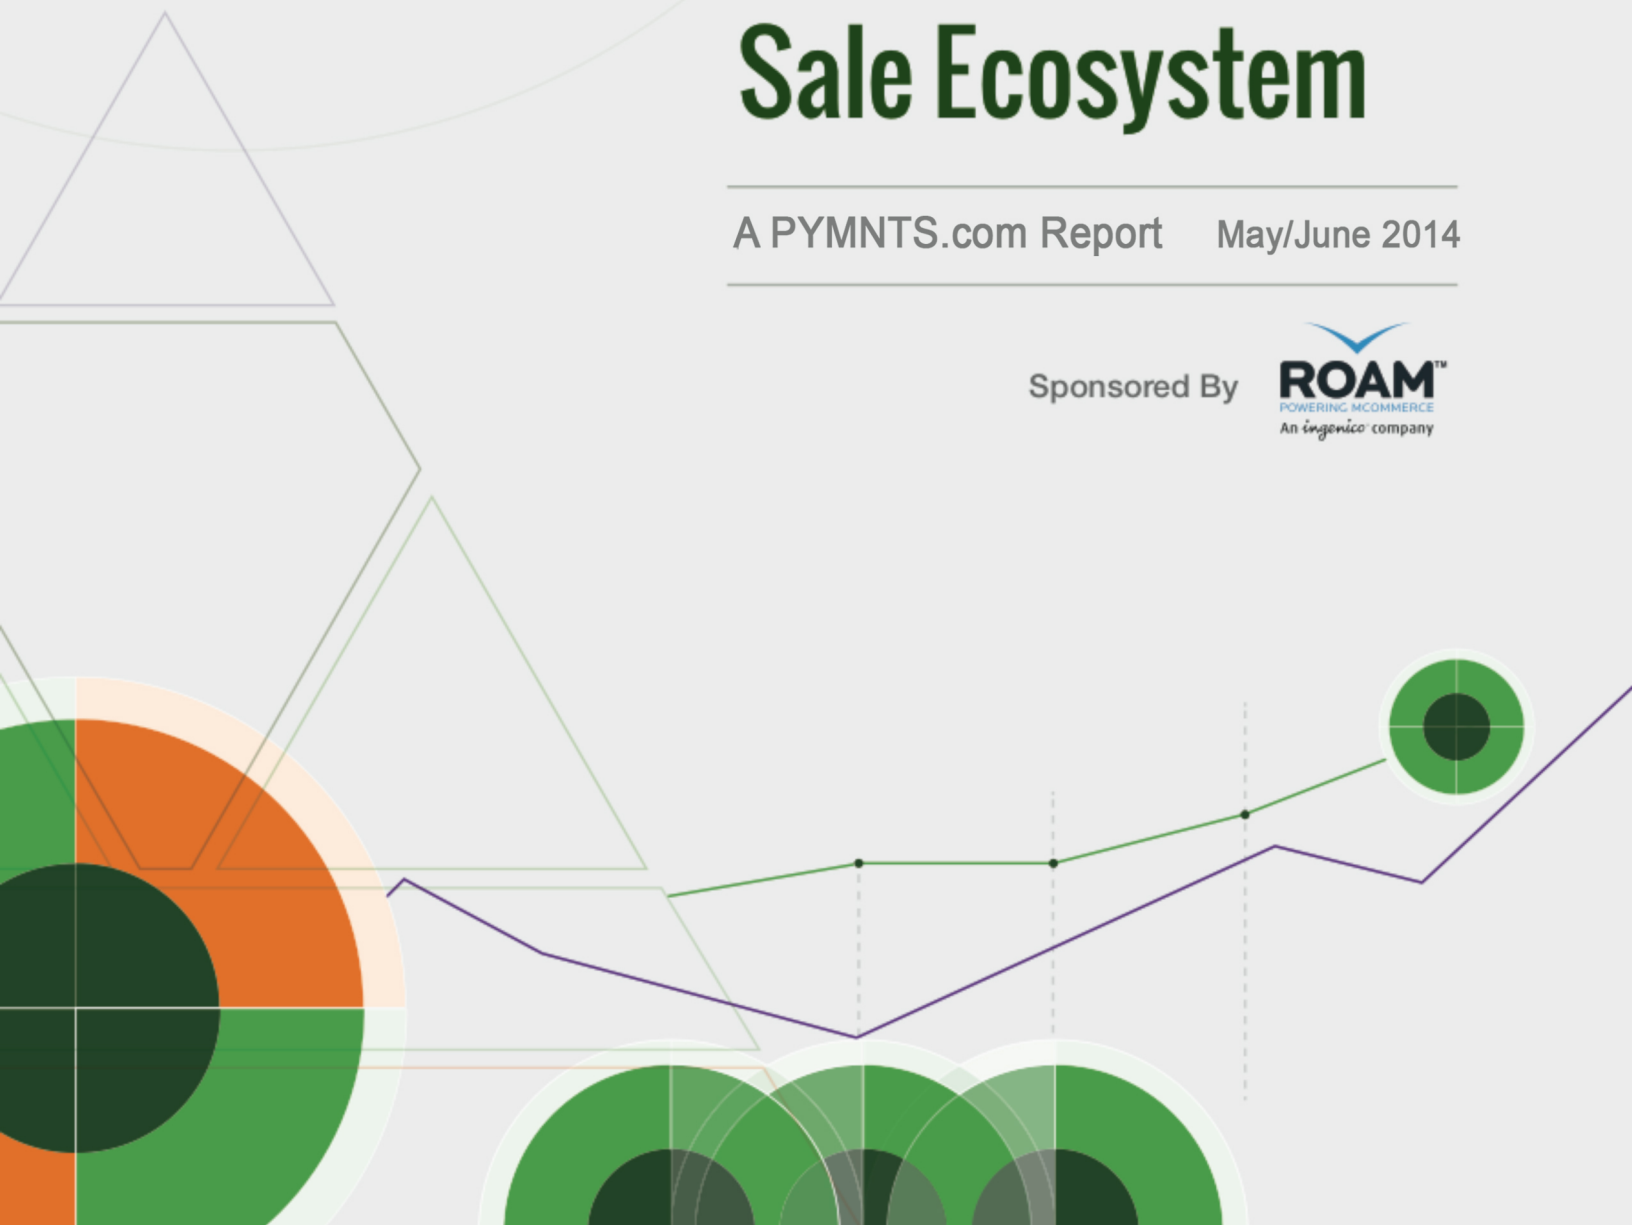 Sale Ecosystem
A PYMNTS.com Report May/June 2014
Sponsored By
ROAM™
POWERING MCOMMERCE
An ingenico company